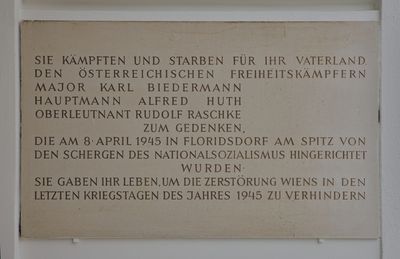 SIE KÄMPFTEN UND STARBEN FÜR IHR VATERLAND
DEN ÖSTERREICHISCHEN FREIHEITSKÄMPFERN
MAJOR KARL BIEDERMANN
HAUPTMANN ALFRED HUTH
OBERLEUTNANT RUDOLF RASCHKE
ZUM GEDENKEN,
DIE AM 8·APRIL 1945 IN FLORIDSDORF AM SPITZ VON
DEN SCHERGEN DES NATIONALSOZIALISMUS HINGERICHTET
WURDEN·
SIE GABEN IHR LEBEN, UM DIE ZERSTÖRUNG WIENS IN DEN
LETZTEN KRIEGSTAGEN DES JAHRES 1945 ZU VERHINDERN